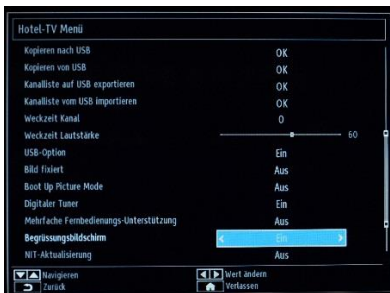 Hotel-TV Menü
Kopieren nach USB OK
Kopieren von USB OK
Kanalliste auf USB exportieren OK
Kanalliste vom USB importieren OK
Weckzeit Kanal 0
Weckzeit Lautstärke 60
USB-Option Ein
Bild fixiert Aus
Boot Up Picture Mode Aus
Digitaler Tuner Ein
Mehrfache Fernbedienungs-Unterstützung Aus
Begrüssungsbildschirm Ein
NIT-Aktualisierung Aus
Navigieren Wert ändern
Zurück Verlassen